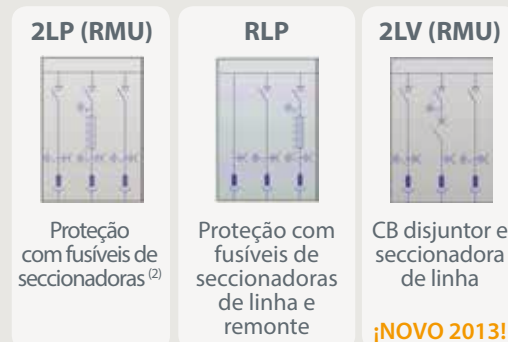 2LP (RMU)
Proteção
com fusíveis de
seccionadoras (2)
RLP
Proteção com
fusíveis de
seccionadoras
de linha e
remonte
2LV (RMU)
CB disjuntor e
seccionadora
de linha
¡NOVO 2013!